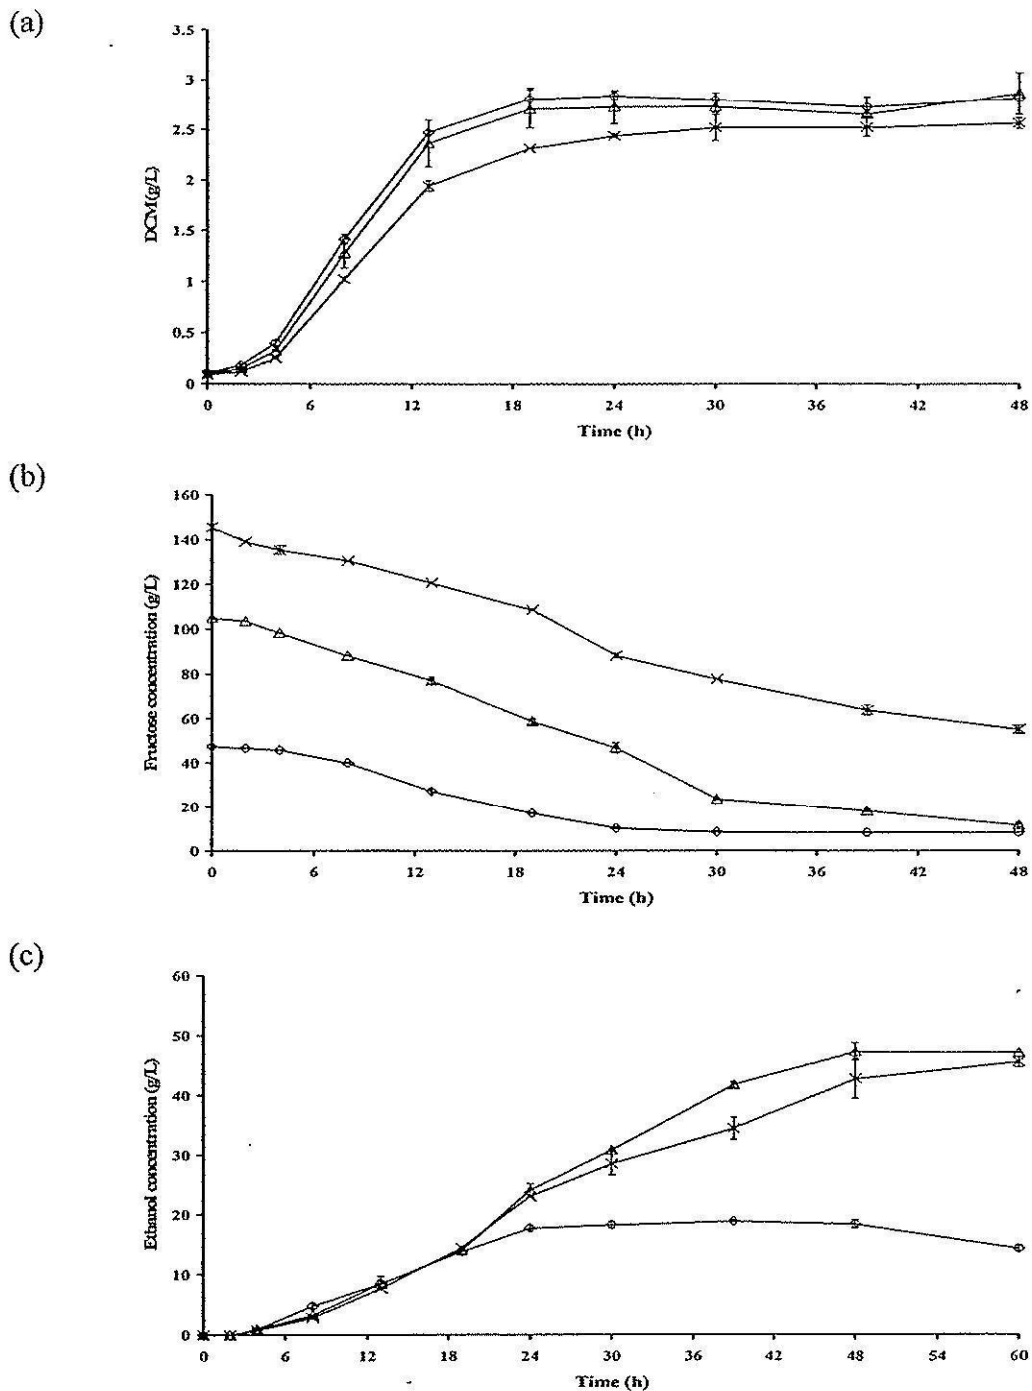 (a)
3.5
3
2.5
2
1.5
1
0.5
0
DCM(g/L)
0 6 12 18 24 30 36 42 48
Time (h)
(b)
160
140
120
100
80
60
40
20
0
Fructose concentration (g/L)
0 6 12 18 24 30 36 42 48
Time (h)
(c)
60
50
40
30
20
10
0
Ethanol concentration (g/L)
0 6 12 18 24 30 36 42 48 54 60
Time (h)